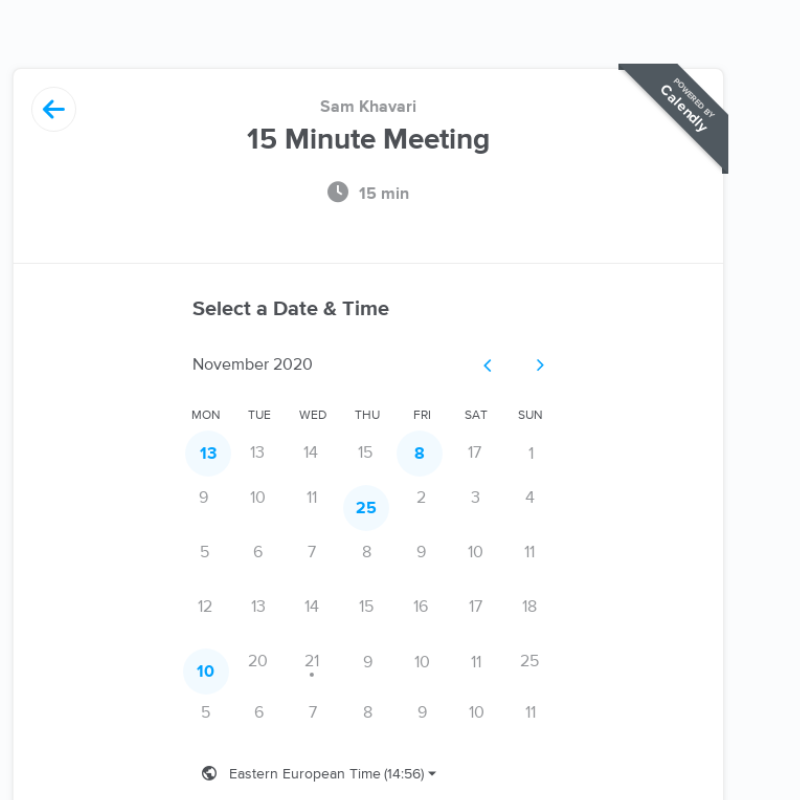 Sam Khavari
15 Minute Meeting
15 min
POWERED BY
Calendly
Select a Date & Time
November 2020
MON TUE WED THU FRI SAT SUN
13 13 14 15 8 17 1
9 10 11 25 2 3 4
5 6 7 8 9 10 11
12 13 14 15 16 17 18
10 20 21 9 10 11 25
5 6 7 8 9 10 11
Eastern European Time (14:56)